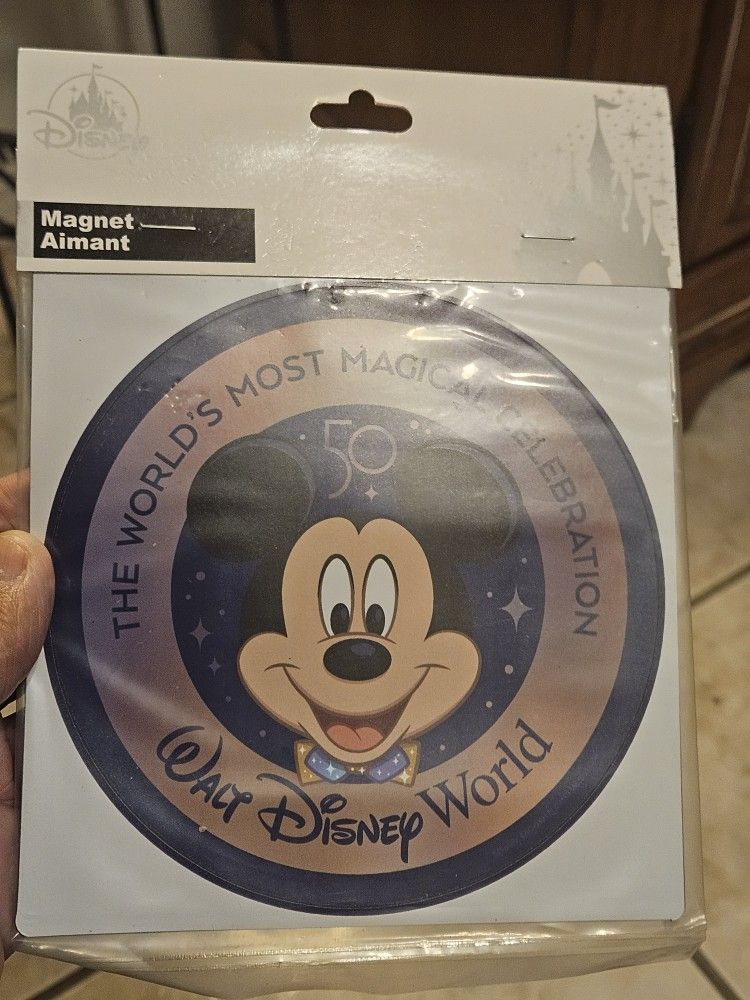 Disney
Magnet
Aimant
THE WORLD'S MOST MAGICAL CELEBRATION
50
WALT DISNEY World